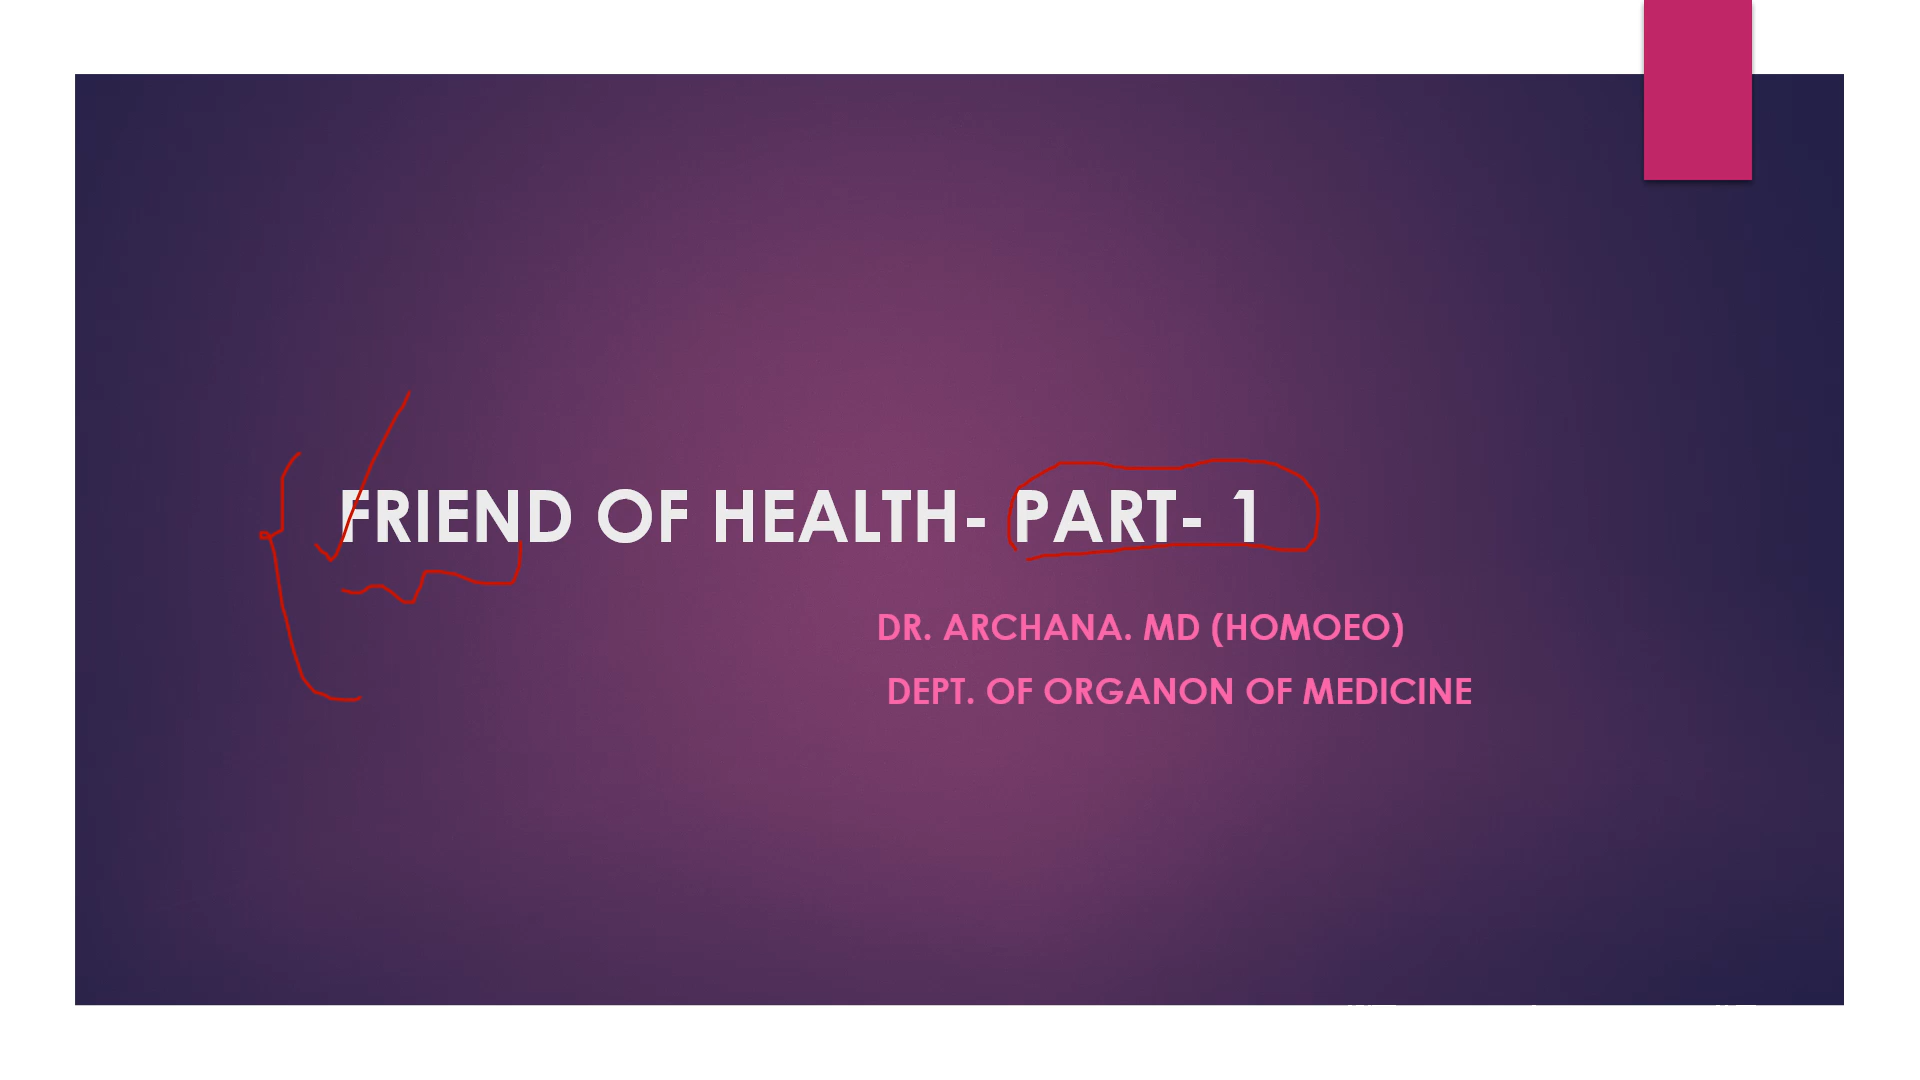 FRIEND OF HEALTH- PART- 1
DR. ARCHANA. MD (HOMOEO)
DEPT. OF ORGANON OF MEDICINE